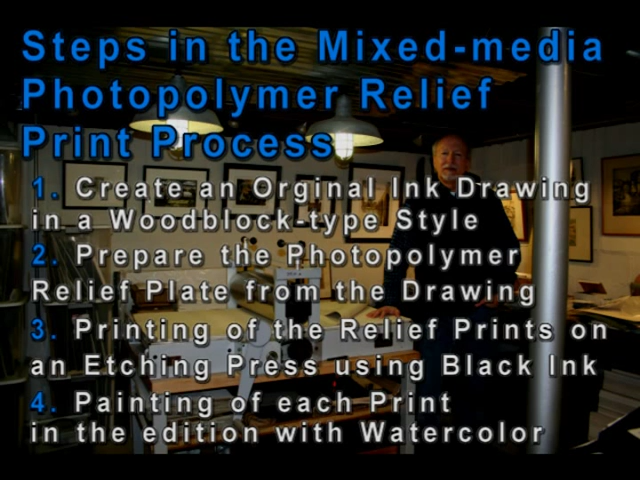 Steps in the Mixed-media
Photopolymer Relief
Print Process
1. Create an Orginal Ink Drawing
in a Woodblock-type Style
2. Prepare the Photopolymer
Relief Plate from the Drawing
3. Printing of the Relief Prints on
an Etching Press using Black Ink
4. Painting of each Print
in the edition with Watercolor